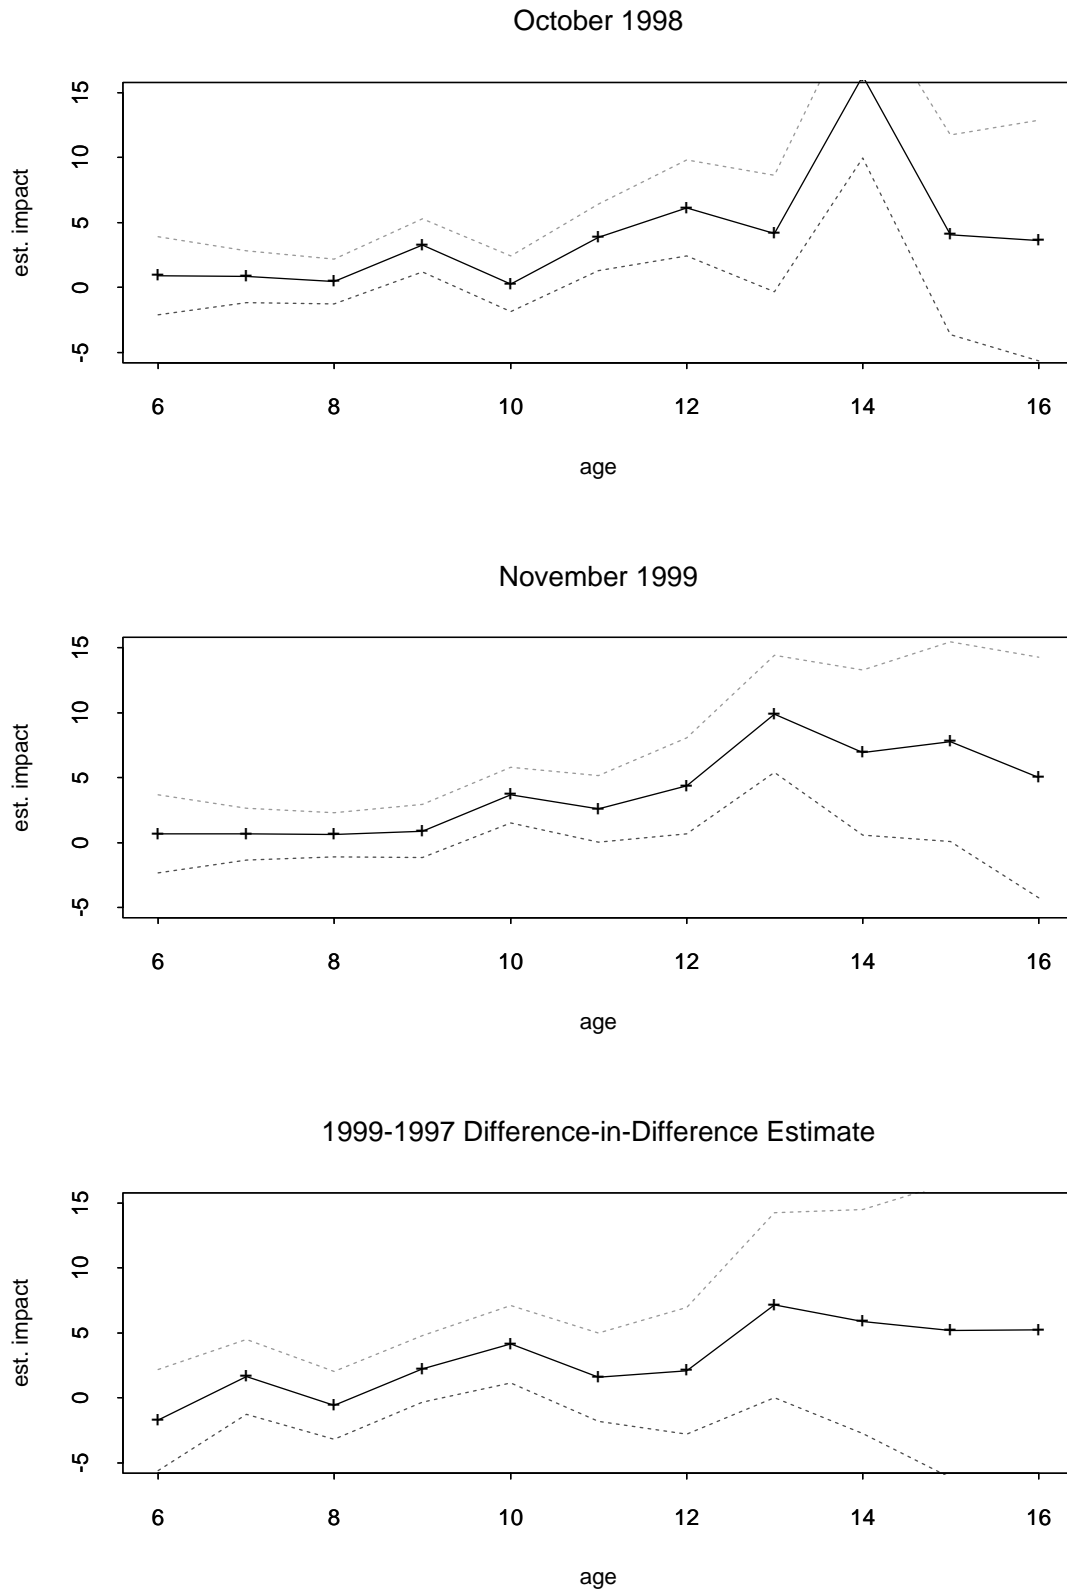 October 1998
est. impact
15
10
5
0
-5
6 8 10 12 14 16
age
November 1999
est. impact
15
10
5
0
-5
6 8 10 12 14 16
age
1999-1997 Difference-in-Difference Estimate
est. impact
15
10
5
0
-5
6 8 10 12 14 16
age